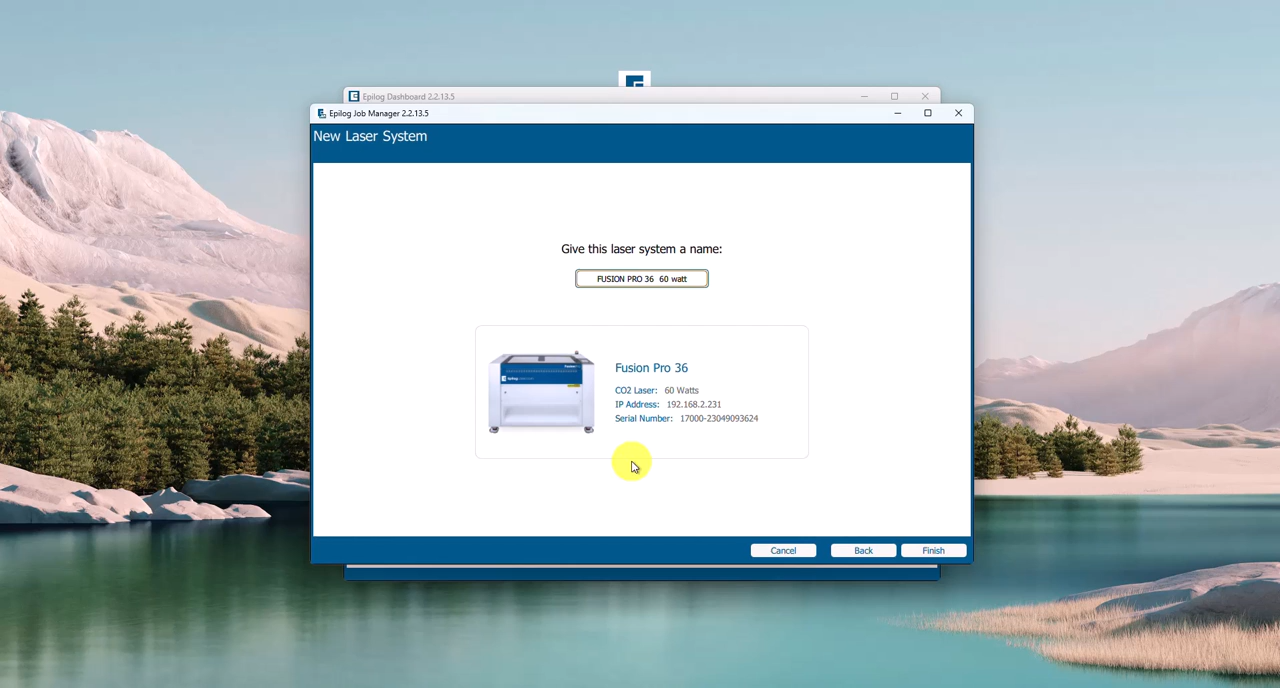 Epilog Dashboard 2.2.13.5
Epilog Job Manager 2.2.13.5
New Laser System
Give this laser system a name:
FUSION PRO 36 60 watt
Fusion Pro 36
CO2 Laser: 60 Watts
IP Address: 192.168.2.231
Serial Number: 17000-23049093624
Cancel
Back
Finish